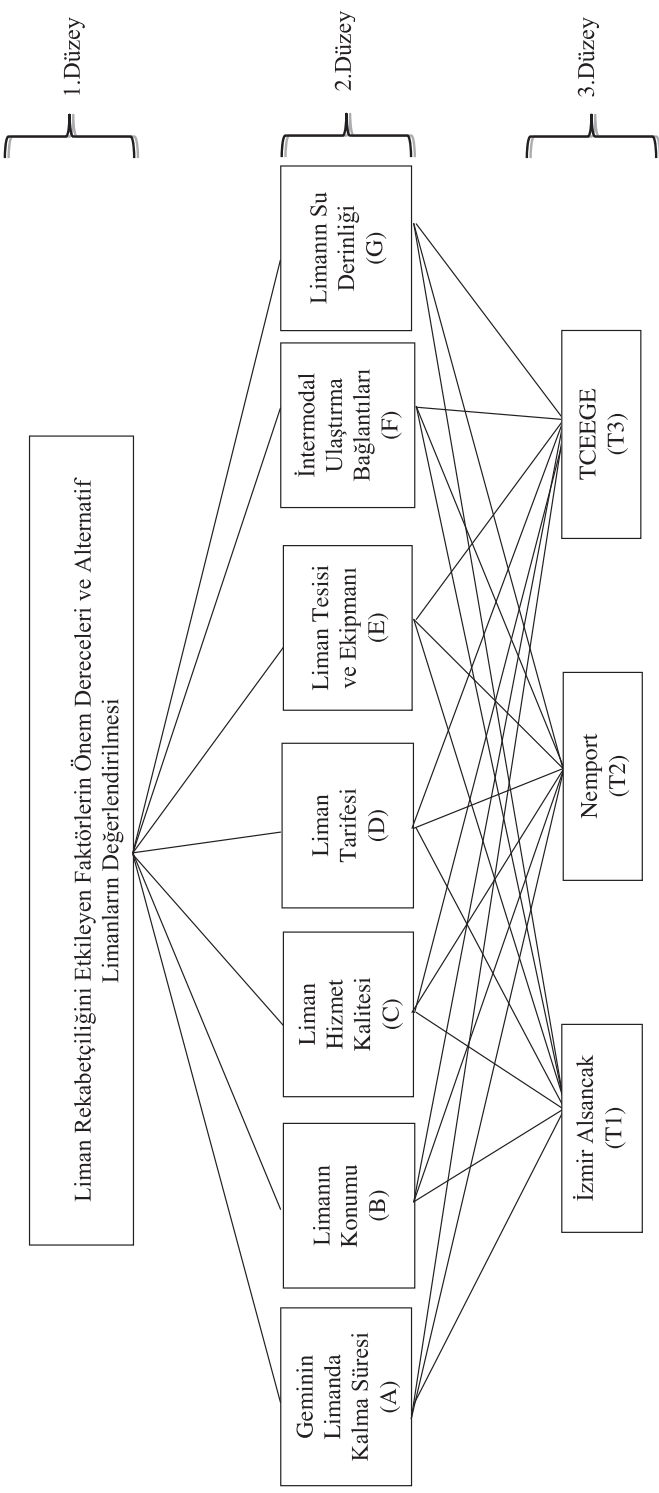 Liman Rekabetçiliğini Etkileyen Faktörlerin Önem Dereceleri ve Alternatif
Limanların Değerlendirilmesi
1.Düzey
Geminin
Limanda
Kalma Süresi
(A)
Limanın
Konumu
(B)
Liman
Hizmet
Kalitesi
(C)
Liman
Tarifesi
(D)
Liman Tesisi
ve Ekipmanı
(E)
İntermodal
Ulaştırma
Bağlantıları
(F)
Limanın Su
Derinliği
(G)
2.Düzey
İzmir Alsancak
(T1)
Nemport
(T2)
TCEEGE
(T3)
3.Düzey